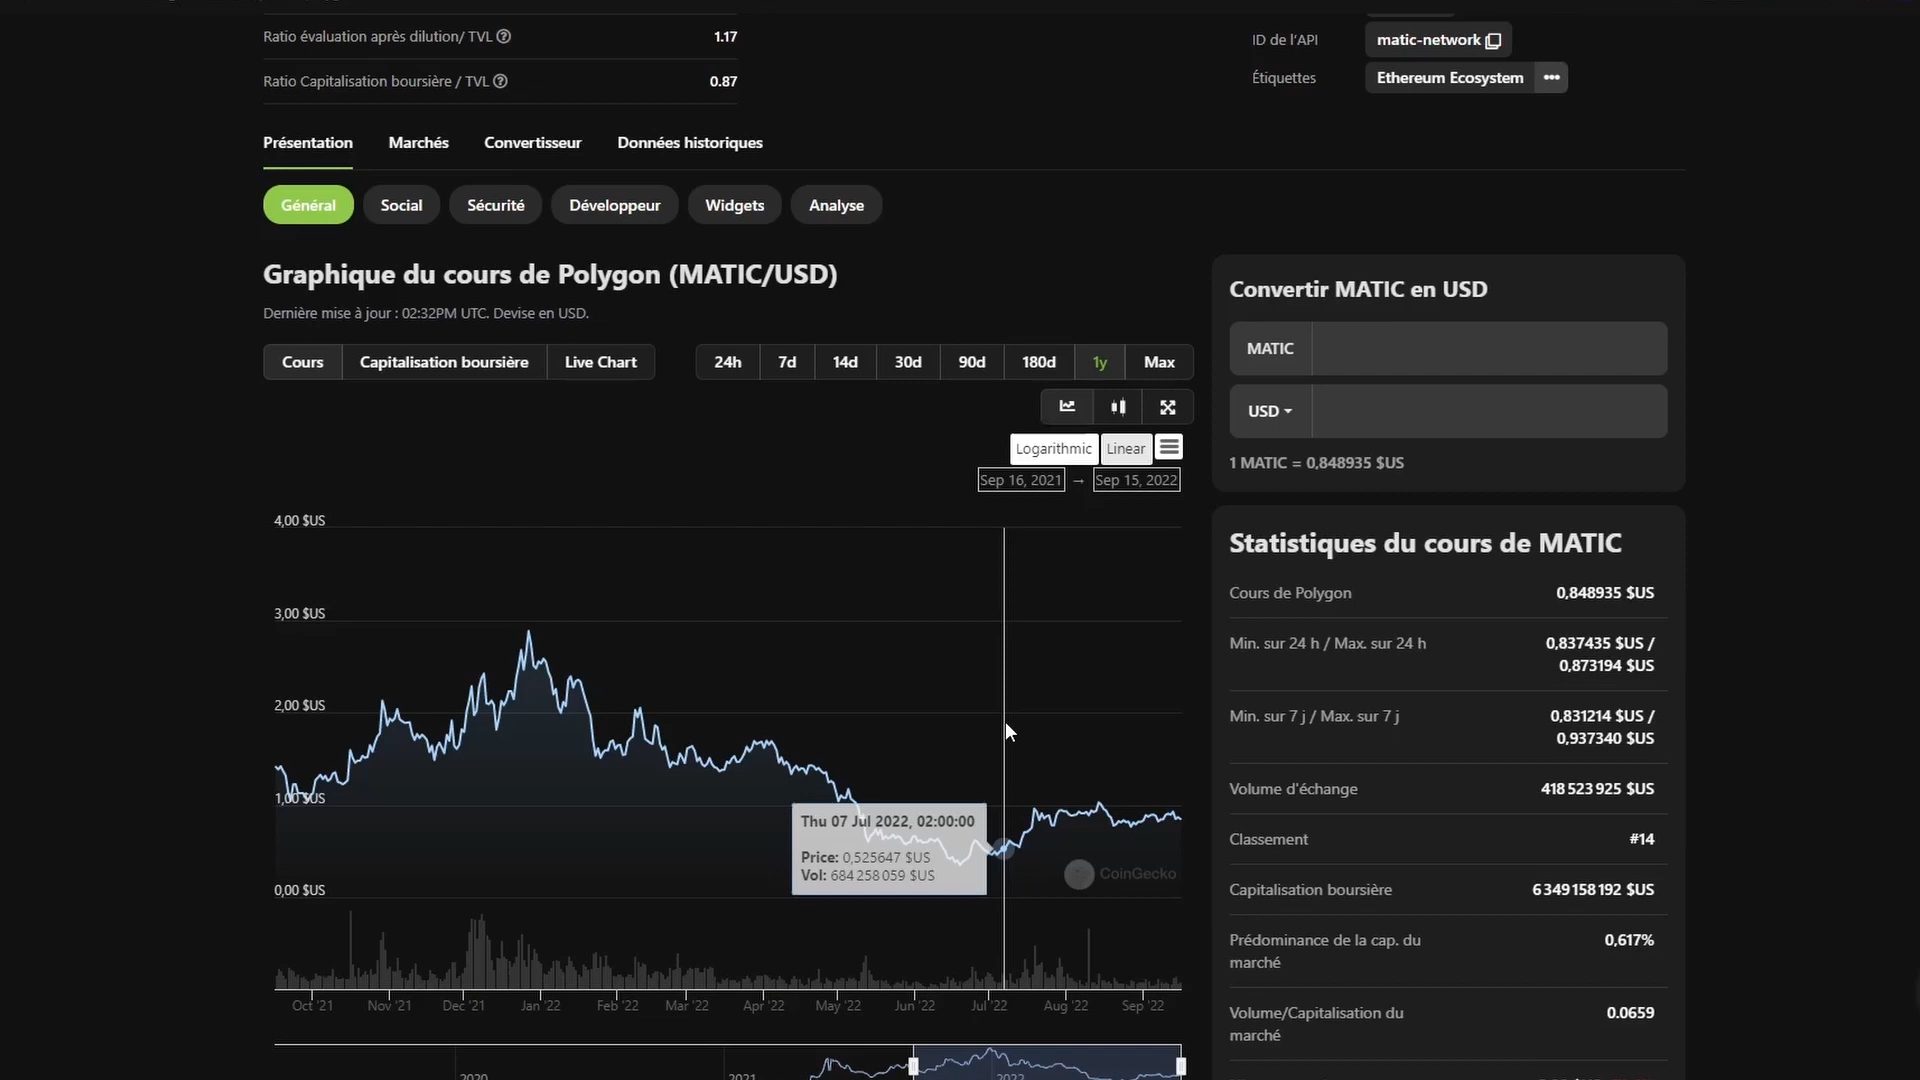 Ratio évaluation après dilution/ TVL 1.17
Ratio Capitalisation boursière / TVL 0.87
ID de l'API matic-network
Étiquettes Ethereum Ecosystem •••
Présentation Marchés Convertisseur Données historiques
Général Social Sécurité Développeur Widgets Analyse
Graphique du cours de Polygon (MATIC/USD)
Dernière mise à jour : 02:32PM UTC. Devise en USD.
Cours Capitalisation boursière Live Chart 24h 7d 14d 30d 90d 180d 1y Max
Logarithmic Linear
Sep 16, 2021 → Sep 15, 2022
4,00 $US
3,00 $US
2,00 $US
1,00 $US
0,00 $US
Thu 07 Jul 2022, 02:00:00
Price: 0,525647 $US
Vol: 684 258 059 $US
CoinGecko
Oct '21 Nov '21 Dec '21 Jan '22 Feb '22 Mar '22 Apr '22 May '22 Jun '22 Jul '22 Aug '22 Sep '22
2020 2021 2022
Convertir MATIC en USD
MATIC
USD
1 MATIC = 0,848935 $US
Statistiques du cours de MATIC
Cours de Polygon 0,848935 $US
Min. sur 24 h / Max. sur 24 h 0,837435 $US /
0,873194 $US
Min. sur 7 j / Max. sur 7 j 0,831214 $US /
0,937340 $US
Volume d'échange 418 523 925 $US
Classement #14
Capitalisation boursière 6 349 158 192 $US
Prédominance de la cap. du 0,617%
marché
Volume/Capitalisation du 0.0659
marché